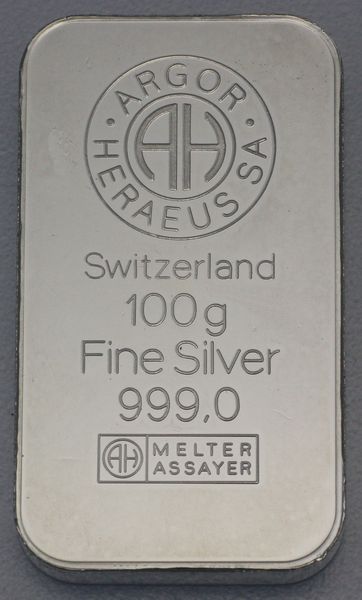 ARGOR
HERAEUS SA
AH
Switzerland
100g
Fine Silver
999,0
AH MELTER
ASSAYER